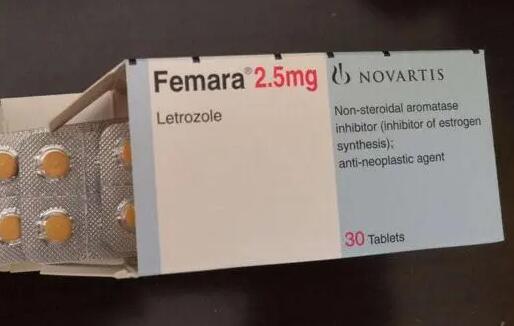 Femara® 2.5mg
Letrozole
NOVARTIS
Non-steroidal aromatase
inhibitor (inhibitor of estrogen
synthesis);
anti-neoplastic agent
30 Tablets